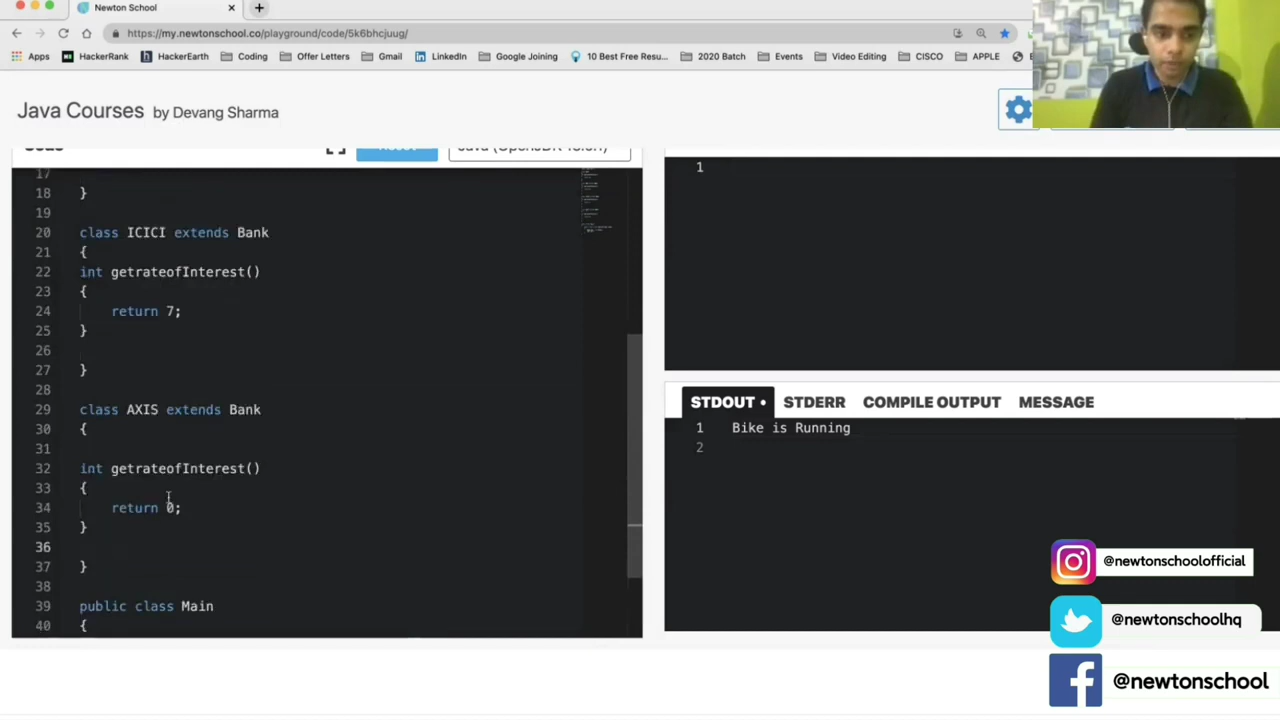 Newton School
https://my.newtonschool.co/playground/code/5k6bhcjuug/
Apps
HackerRank
HackerEarth
Coding
Offer Letters
Gmail
LinkedIn
Google Joining
10 Best Free Resu...
2020 Batch
Events
Video Editing
CISCO
APPLE
Java Courses by Devang Sharma
17
18 }
19
20 class ICICI extends Bank
21 {
22 int getrateofInterest()
23 {
24 return 7;
25 }
26
27 }
28
29 class AXIS extends Bank
30 {
31
32 int getrateofInterest()
33 {
34 return 0;
35 }
36
37 }
38
39 public class Main
40 {
1
STDOUT • STDERR COMPILE OUTPUT MESSAGE
1 Bike is Running
2
@newtonschoolofficial
@newtonschoolhq
@newtonschool